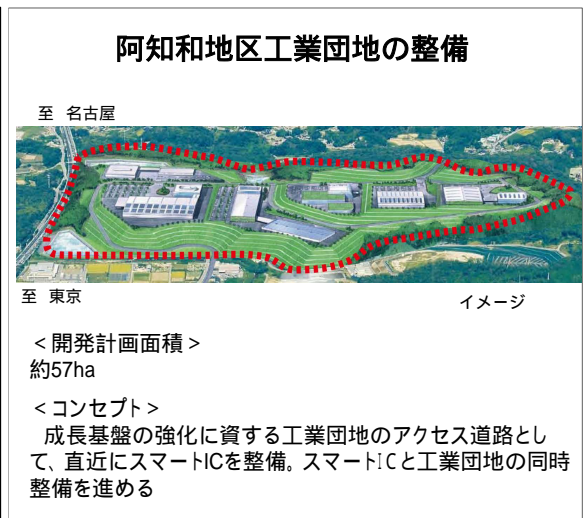 阿知和地区工業団地の整備
至 名古屋
至 東京
イメージ
＜開発計画面積＞
約57ha
＜コンセプト＞
成長基盤の強化に資する工業団地のアクセス道路とし
て、直近にスマートICを整備。スマートICと工業団地の同時
整備を進める